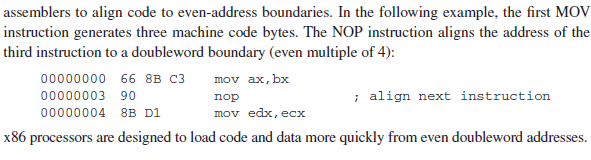 assemblers to align code to even-address boundaries. In the following example, the first MOV
instruction generates three machine code bytes. The NOP instruction aligns the address of the
third instruction to a doubleword boundary (even multiple of 4):
00000000 66 8B C3 mov ax,bx
00000003 90 nop ; align next instruction
00000004 8B D1 mov edx,ecx
x86 processors are designed to load code and data more quickly from even doubleword addresses.